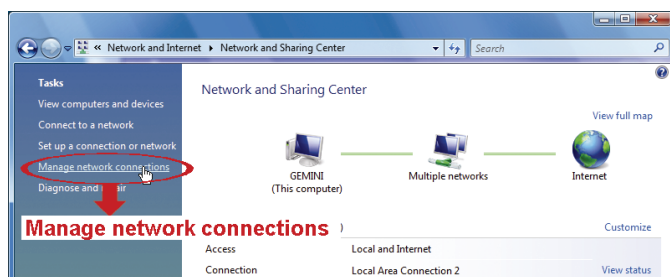 « Network and Internet ▸ Network and Sharing Center
Search
Tasks
View computers and devices
Connect to a network
Set up a connection or network
Manage network connections
Diagnose and
Network and Sharing Center
View full map
GEMINI
(This computer)
Multiple networks
Internet
Manage network connections
)
Customize
Access
Local and Internet
Connection
Local Area Connection 2
View status